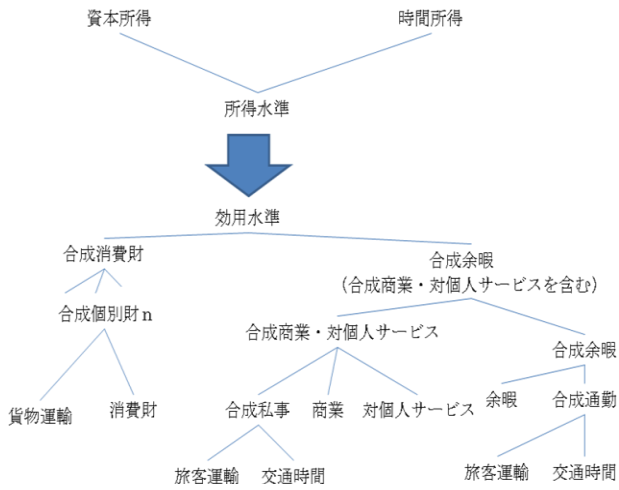 資本所得
時間所得
所得水準
効用水準
合成消費財
合成余暇
（合成商業・対個人サービスを含む）
合成個別財ｎ
合成商業・対個人サービス
合成余暇
貨物運輸
消費財
合成私事
商業
対個人サービス
余暇
合成通勤
旅客運輸
交通時間
旅客運輸
交通時間